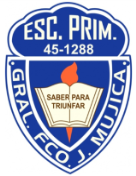 ESC. PRIM.
45-1288
SABER PARA
TRIUNFAR
GRAL. FCO. J. MUJICA.